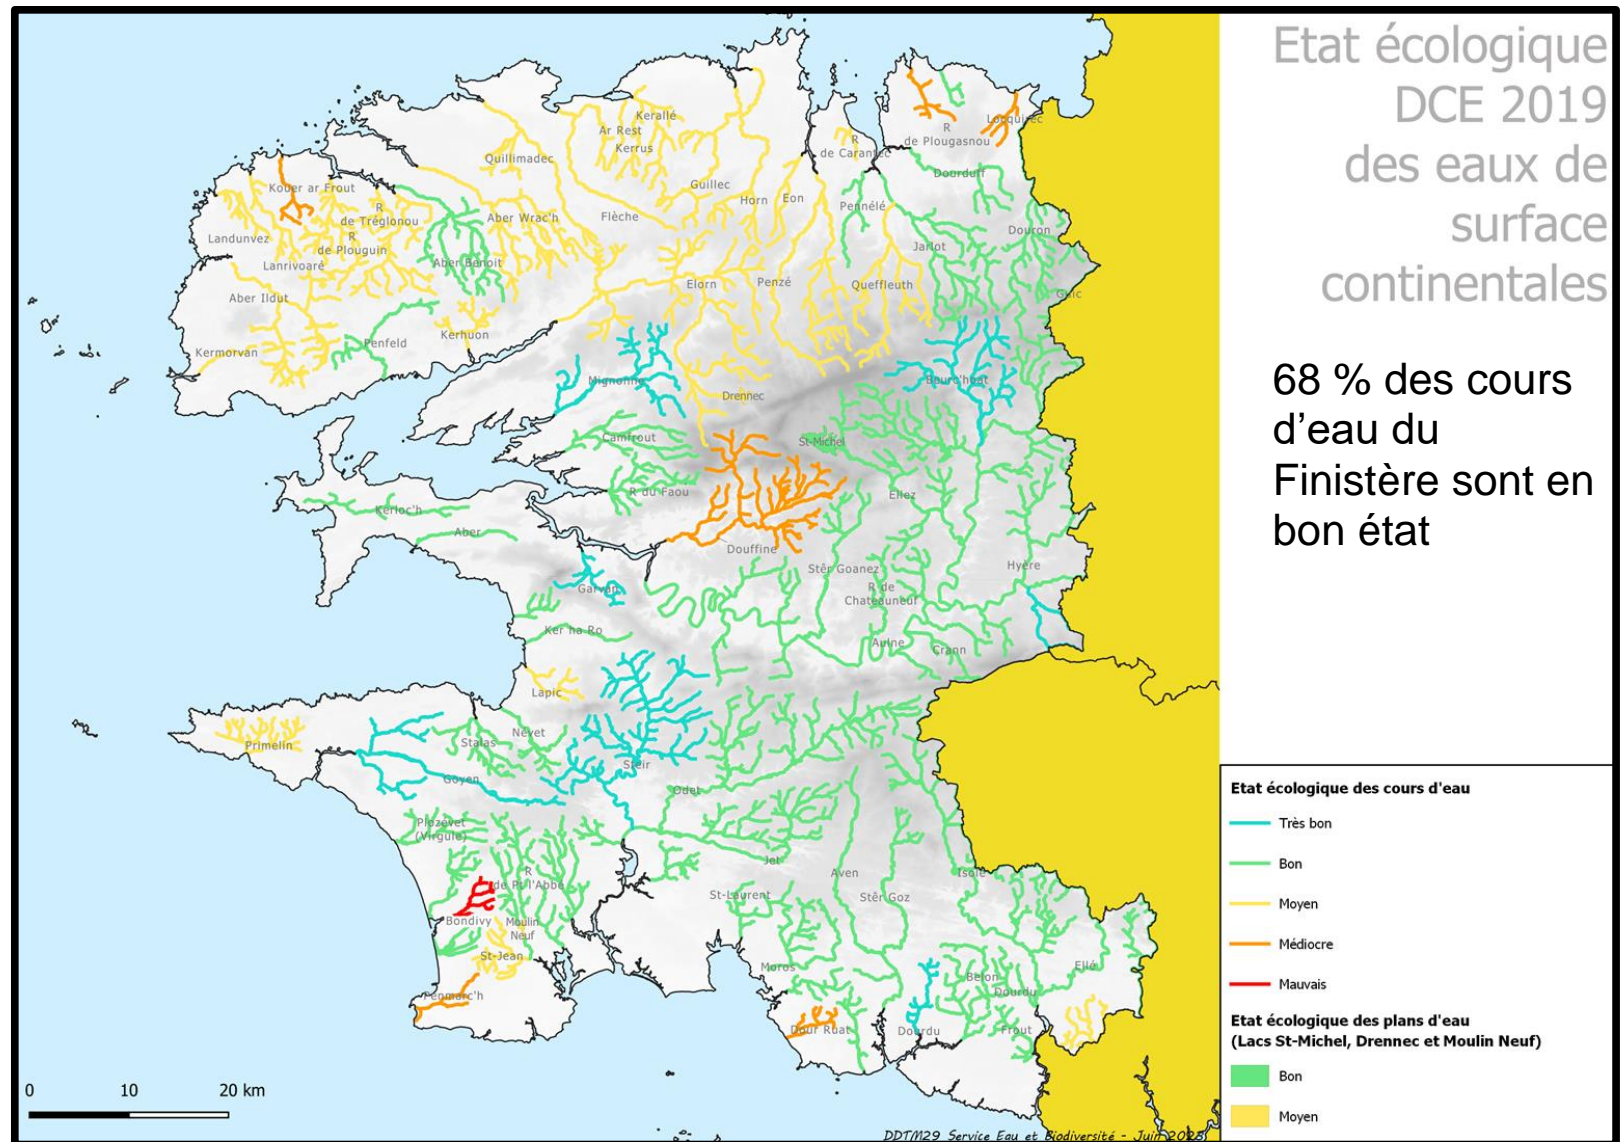 Etat écologique
DCE 2019
des eaux de
surface
continentales
68 % des cours
d’eau du
Finistère sont en
bon état
Kerallé
Ar Rest
Kerrus
Quillimadec
R
de Carantec
R
de Plougasnou
Locquirec
Dourduff
Kouer ar Frout
R
de Tréglonou
Aber Wrac'h
Flèche
Guillec
Horn
Eon
Pennélé
Douron
Landunvez
R
de Plouguin
Lanrivoaré
Aber Benoit
Jarlot
Aber Ildut
Elorn
Penzé
Queffleuth
Guic
Kermorvan
Penfeld
Kerhuon
Mignonne
Drennec
Beurc'hoat
Camfrout
St-Michel
R du Faou
Ellez
Kerloc'h
Aber
Douffine
Stêr Goanez
Hyère
Garvan
R de
Chateauneuf
Ker na Ro
Aulne
Crann
Lapic
Primelin
Stalas
Névet
Steir
Goyen
Odet
Plozévet
(Virgule)
Jet
R
de Pt l'Abbé
Aven
Isole
St-Laurent
Stêr Goz
Bondivy
Moulin
Neuf
St-Jean
Moros
Belon
Ellé
Penmarc'h
Dourdu
Dour Ruat
Dourdu
Frout
Etat écologique des cours d'eau
Très bon
Bon
Moyen
Médiocre
Mauvais
Etat écologique des plans d'eau
(Lacs St-Michel, Drennec et Moulin Neuf)
Bon
Moyen
0 10 20 km
DDTM29 Service Eau et Biodiversité - Juin 2023